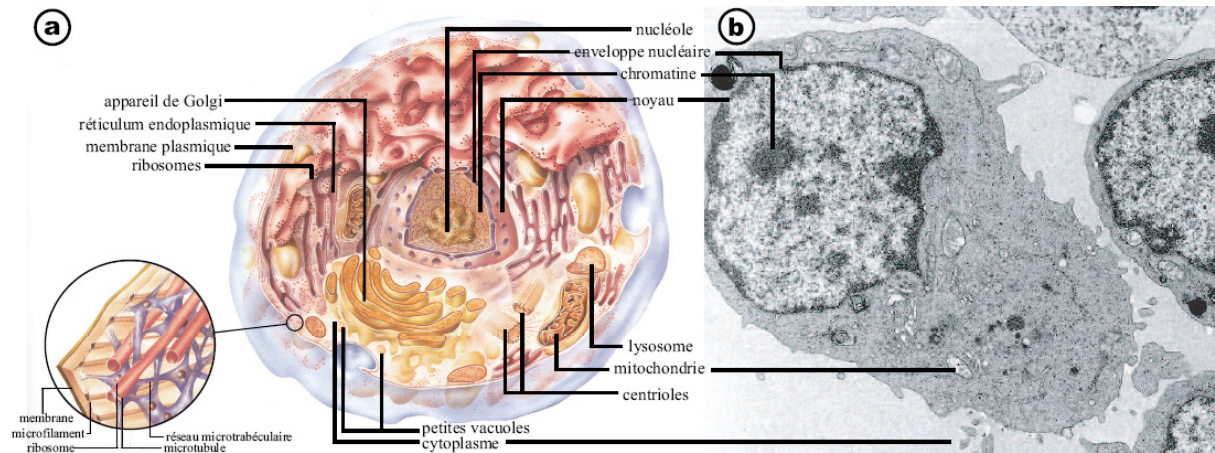 a
b
nucléole
enveloppe nucléaire
chromatine
noyau
appareil de Golgi
réticulum endoplasmique
membrane plasmique
ribosomes
lysosome
mitochondrie
centrioles
petites vacuoles
cytoplasme
membrane
microfilament
ribosome
réseau microtrabéculaire
microtubule